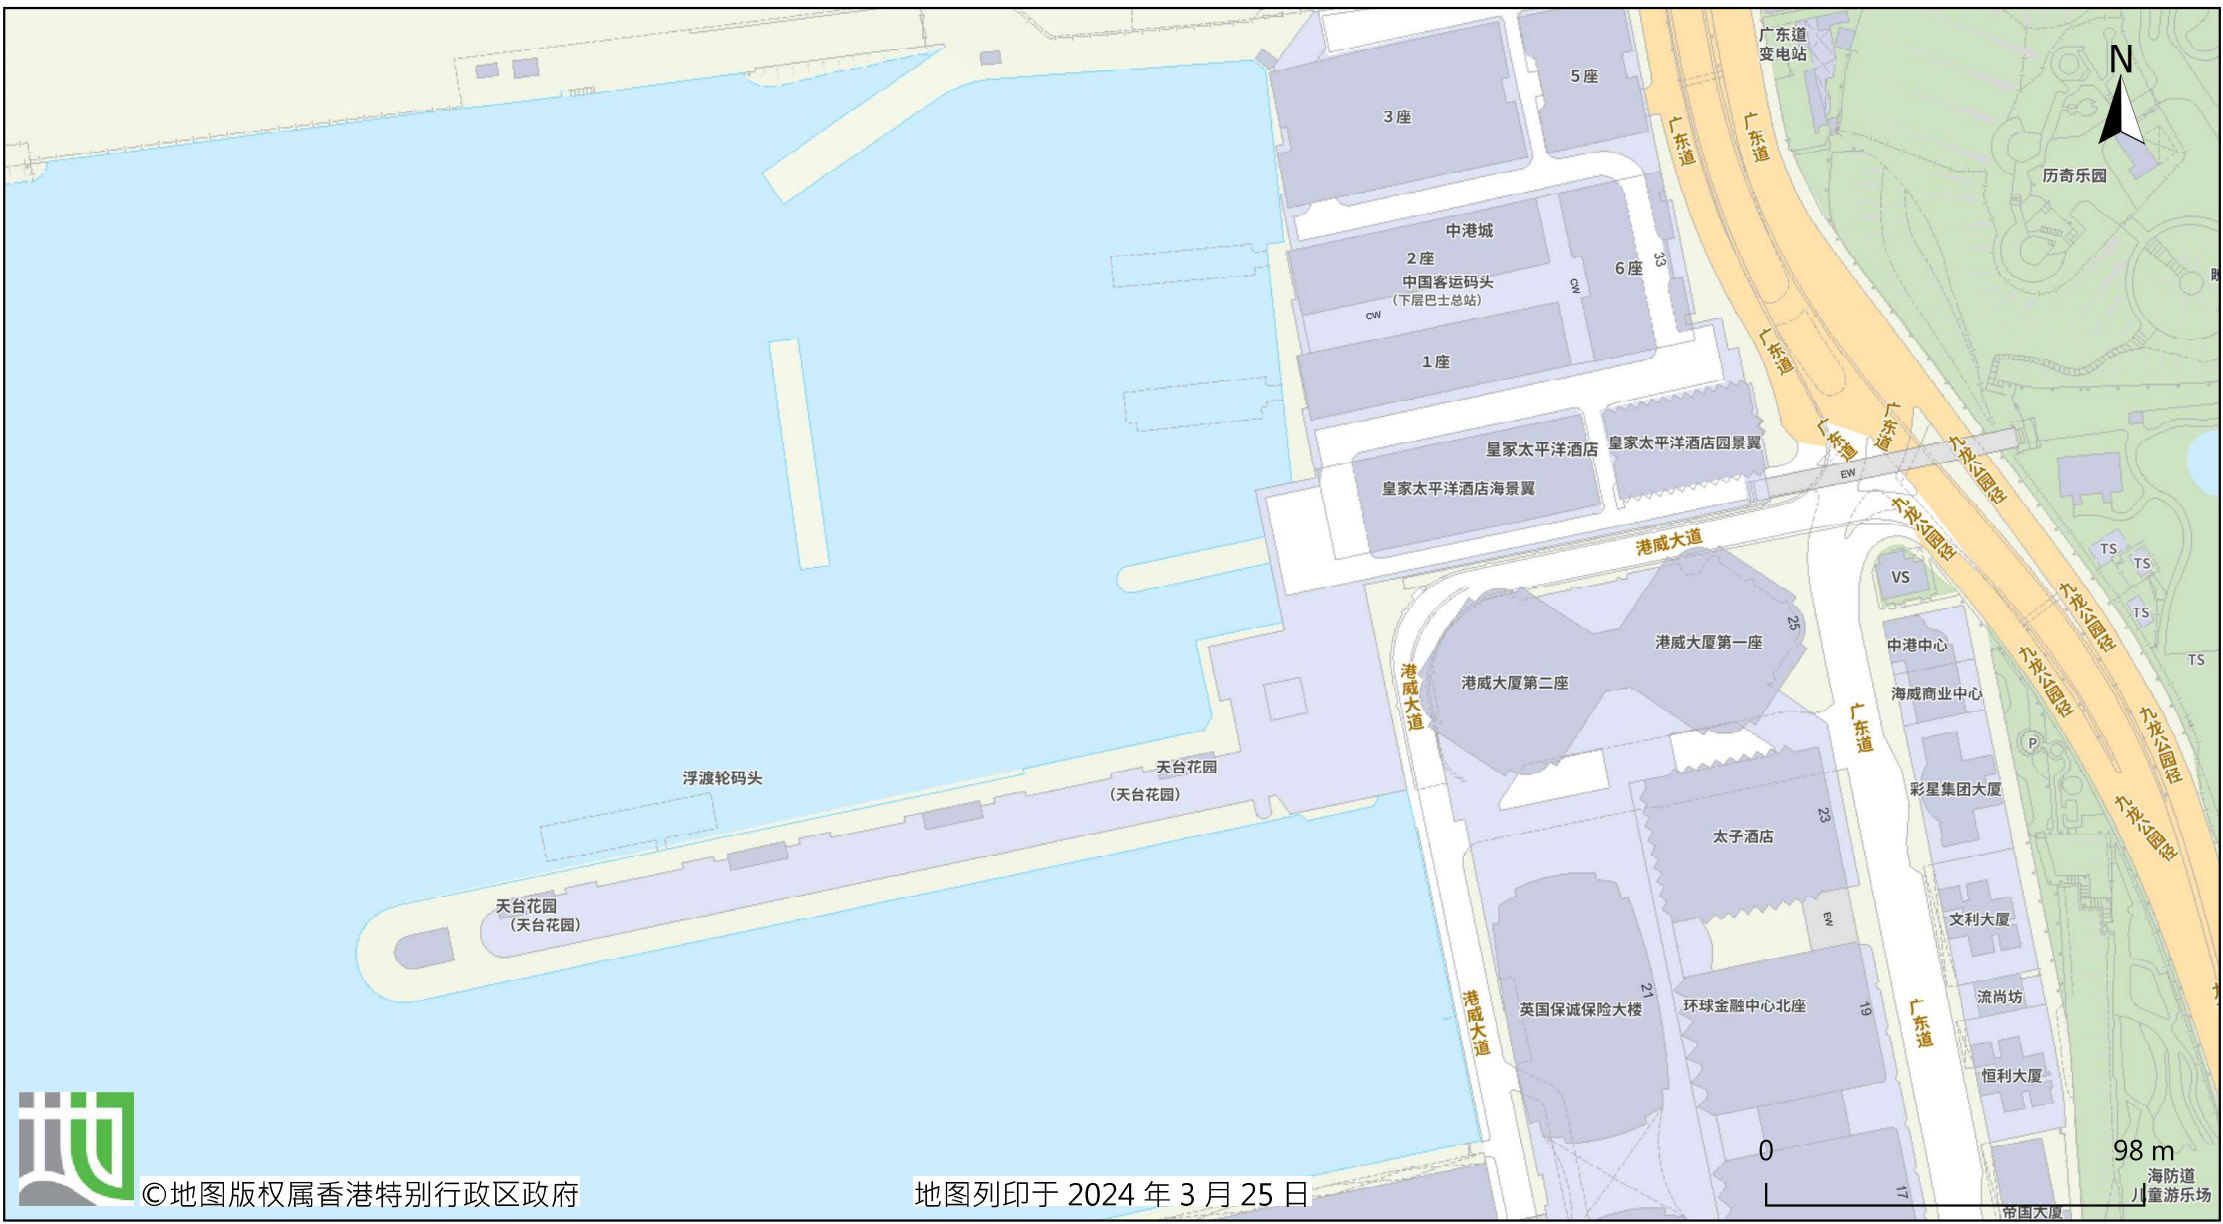 广东道
变电站
N
5座
3座
广东道
广东道
历奇乐园
中港城
2座
中国客运码头
(下层巴士总站)
6座
33
CW
CW
1座
广东道
皇家太平洋酒店
皇家太平洋酒店园景翼
皇家太平洋酒店海景翼
广东道
广东道
EW
九龙公园径
九龙公园径
港威大道
VS
TS
TS
TS
TS
25
港威大厦第一座
港威大厦第二座
港威大道
中港中心
海威商业中心
九龙公园径
九龙公园径
广东道
P
九龙公园径
浮渡轮码头
天台花园
(天台花园)
彩星集团大厦
23
太子酒店
九龙公园径
天台花园
(天台花园)
EW
文利大厦
21
英国保诚保险大楼
环球金融中心北座
19
流尚坊
港威大道
广东道
恒利大厦
0
98 m
17
海防道
儿童游乐场
帝国大厦
©地图版权属香港特别行政区政府
地图列印于 2024 年 3 月 25 日